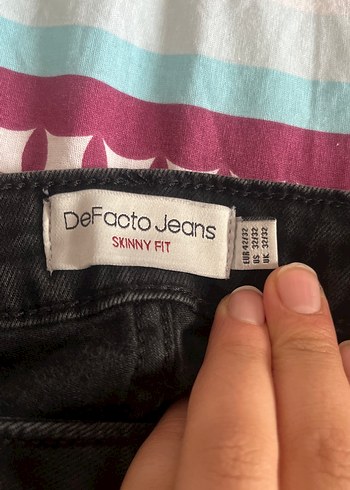 DeFacto Jeans
SKINNY FIT
EUR 42/32
US 32/32
UK 32/32